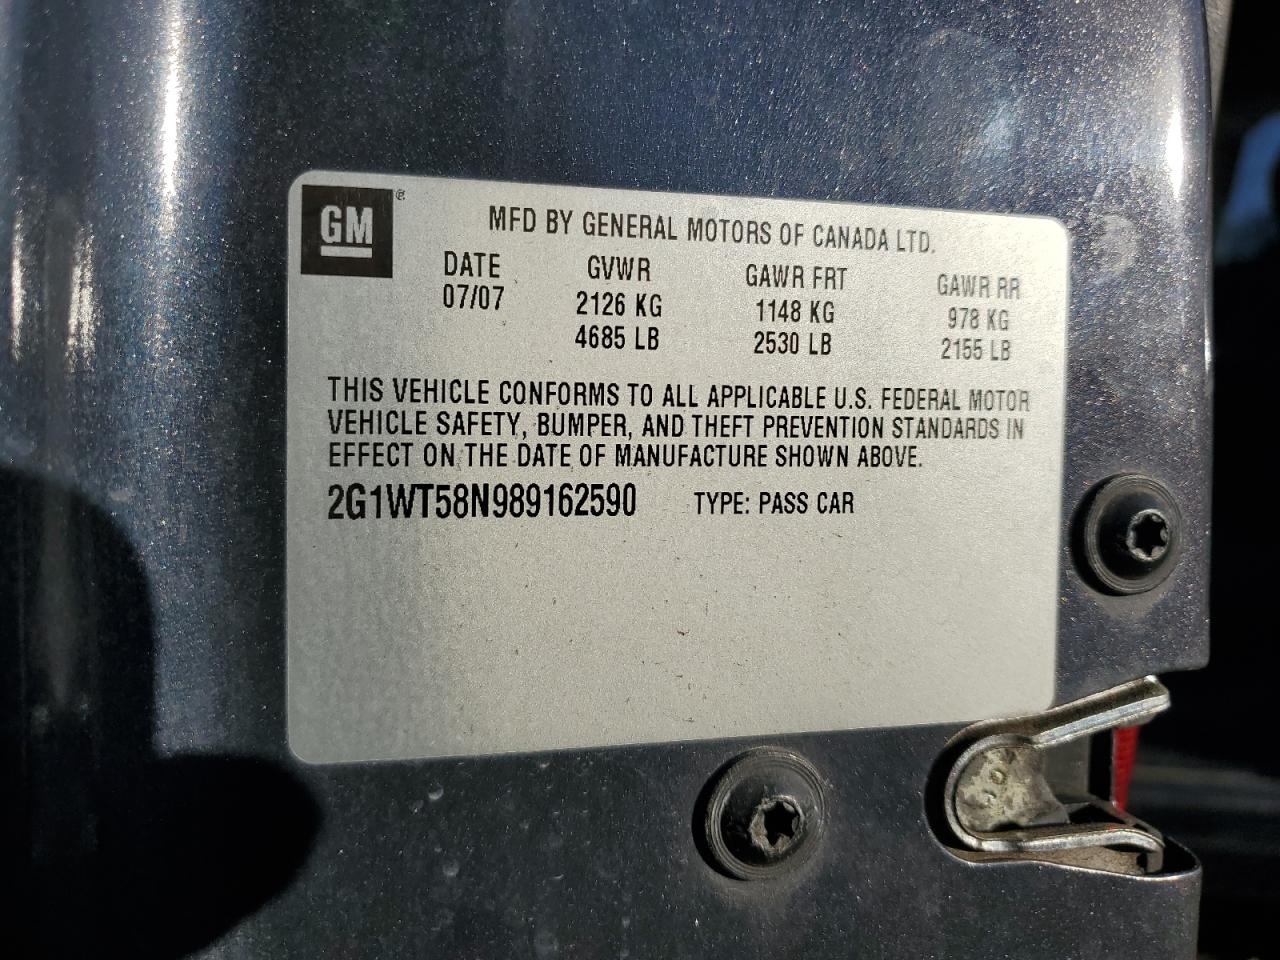 GM ®
MFD BY GENERAL MOTORS OF CANADA LTD.
DATE GVWR GAWR FRT GAWR RR
07/07 2126 KG 1148 KG 978 KG
4685 LB 2530 LB 2155 LB
THIS VEHICLE CONFORMS TO ALL APPLICABLE U.S. FEDERAL MOTOR
VEHICLE SAFETY, BUMPER, AND THEFT PREVENTION STANDARDS IN
EFFECT ON THE DATE OF MANUFACTURE SHOWN ABOVE.
2G1WT58N989162590 TYPE: PASS CAR